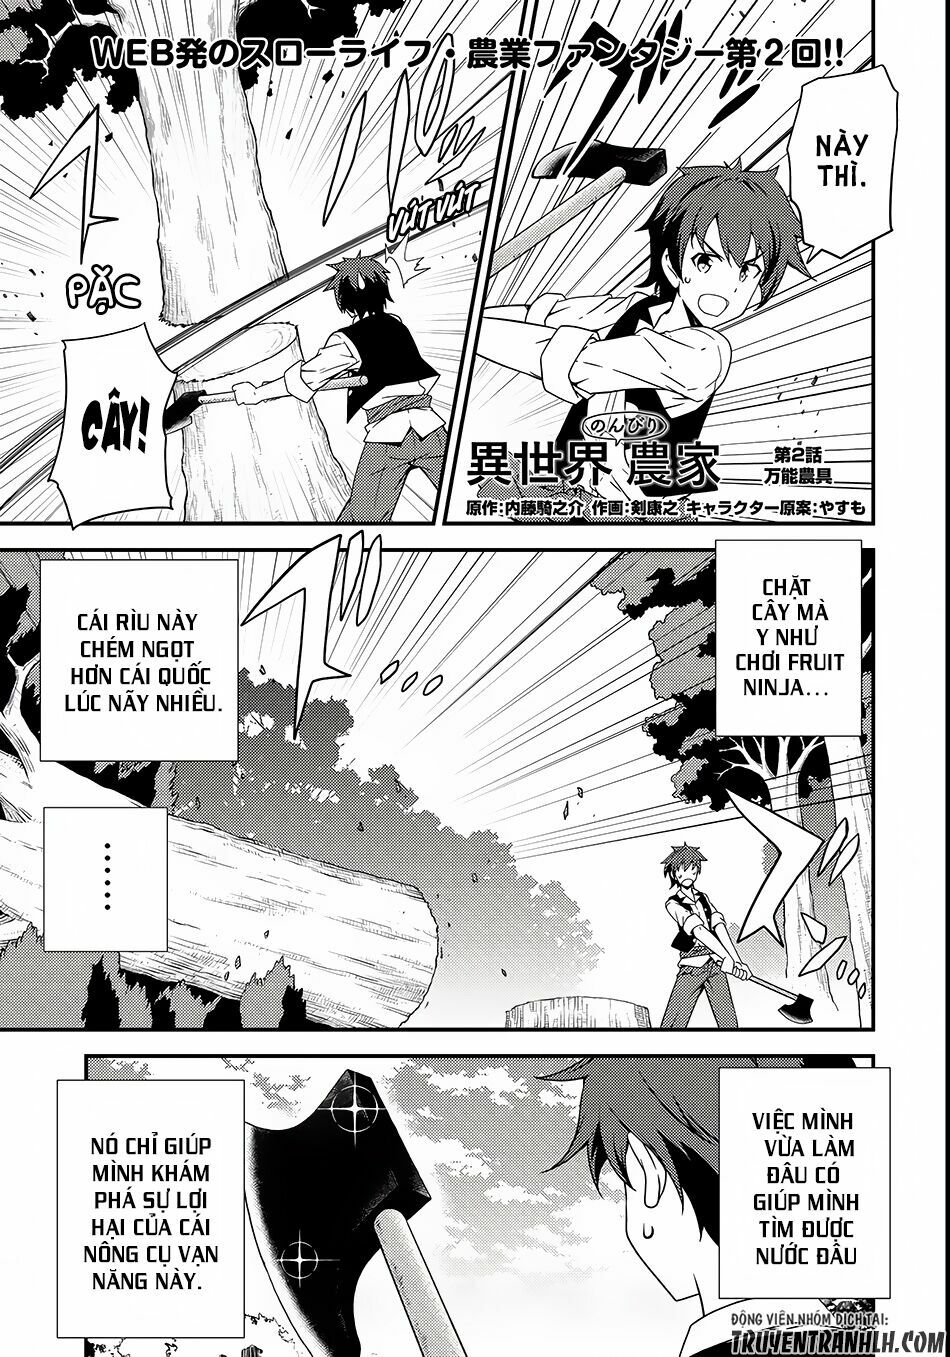 WEB発のスローライフ・農業ファンタジー第2回!!
NÀY
THÌ.
VÚT VÚT
PẶC
CÂY!
のんびり
異世界 農家
第2話
万能農具
原作:内藤騎之介 作画:剣康之 キャラクター原案:やすも
CHẶT
CÂY MÀ
Y NHƯ
CHƠI FRUIT
NINJA...
CÁI RÌU NÀY
CHÉM NGỌT
HƠN CÁI QUỐC
LÚC NÃY NHIỀU.
......
VIỆC MÌNH
VỪA LÀM
ĐÂU CÓ
GIÚP MÌNH
TÌM ĐƯỢC
NƯỚC ĐÂU
NÓ CHỈ GIÚP
MÌNH KHÁM
PHÁ SỰ LỢI
HẠI CỦA CÁI
NÔNG CỤ VẠN
NĂNG NÀY.
ĐỘNG VIÊN NHÓM DỊCH TẠI:
TRUYENTRANHLH.COM